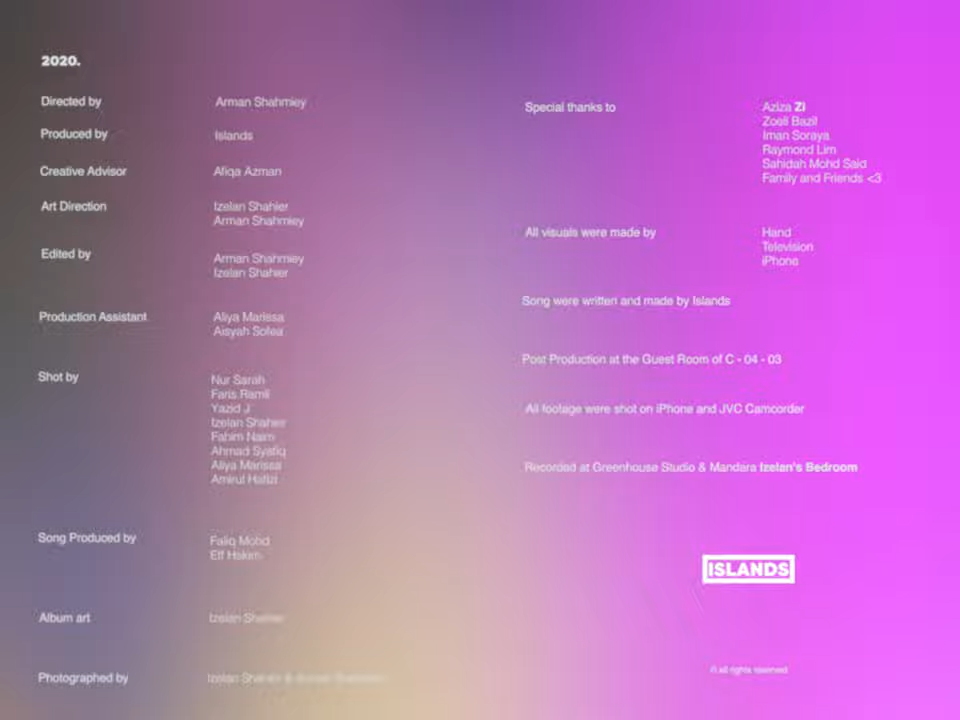 2020.
Directed by Arman Shahmiey
Produced by Islands
Creative Advisor Afiqa Azman
Art Direction Izelan Shahier
Arman Shahmiey
Edited by Arman Shahmiey
Izelan Shahier
Production Assistant Aliya Marissa
Aisyah Sofea
Shot by Nur Sarah
Faris Ramli
Yazid J
Izelan Shahier
Fahim Naim
Ahmad Syafiq
Aliya Marissa
Amirul Hafizi
Song Produced by Faliq Mohd
Eff Hakim
Album art Izelan Shahier
Photographed by Izelan
Special thanks to Aziza Zi
Zoell Bazil
Iman Soraya
Raymond Lim
Sahidah Mohd Said
Family and Friends <3
All visuals were made by Hand
Television
iPhone
Song were written and made by Islands
Post Production at the Guest Room of C - 04 - 03
All footage were shot on iPhone and JVC Camcorder
Recorded at Greenhouse Studio & Mandara Izelan's Bedroom
ISLANDS
© all rights reserved